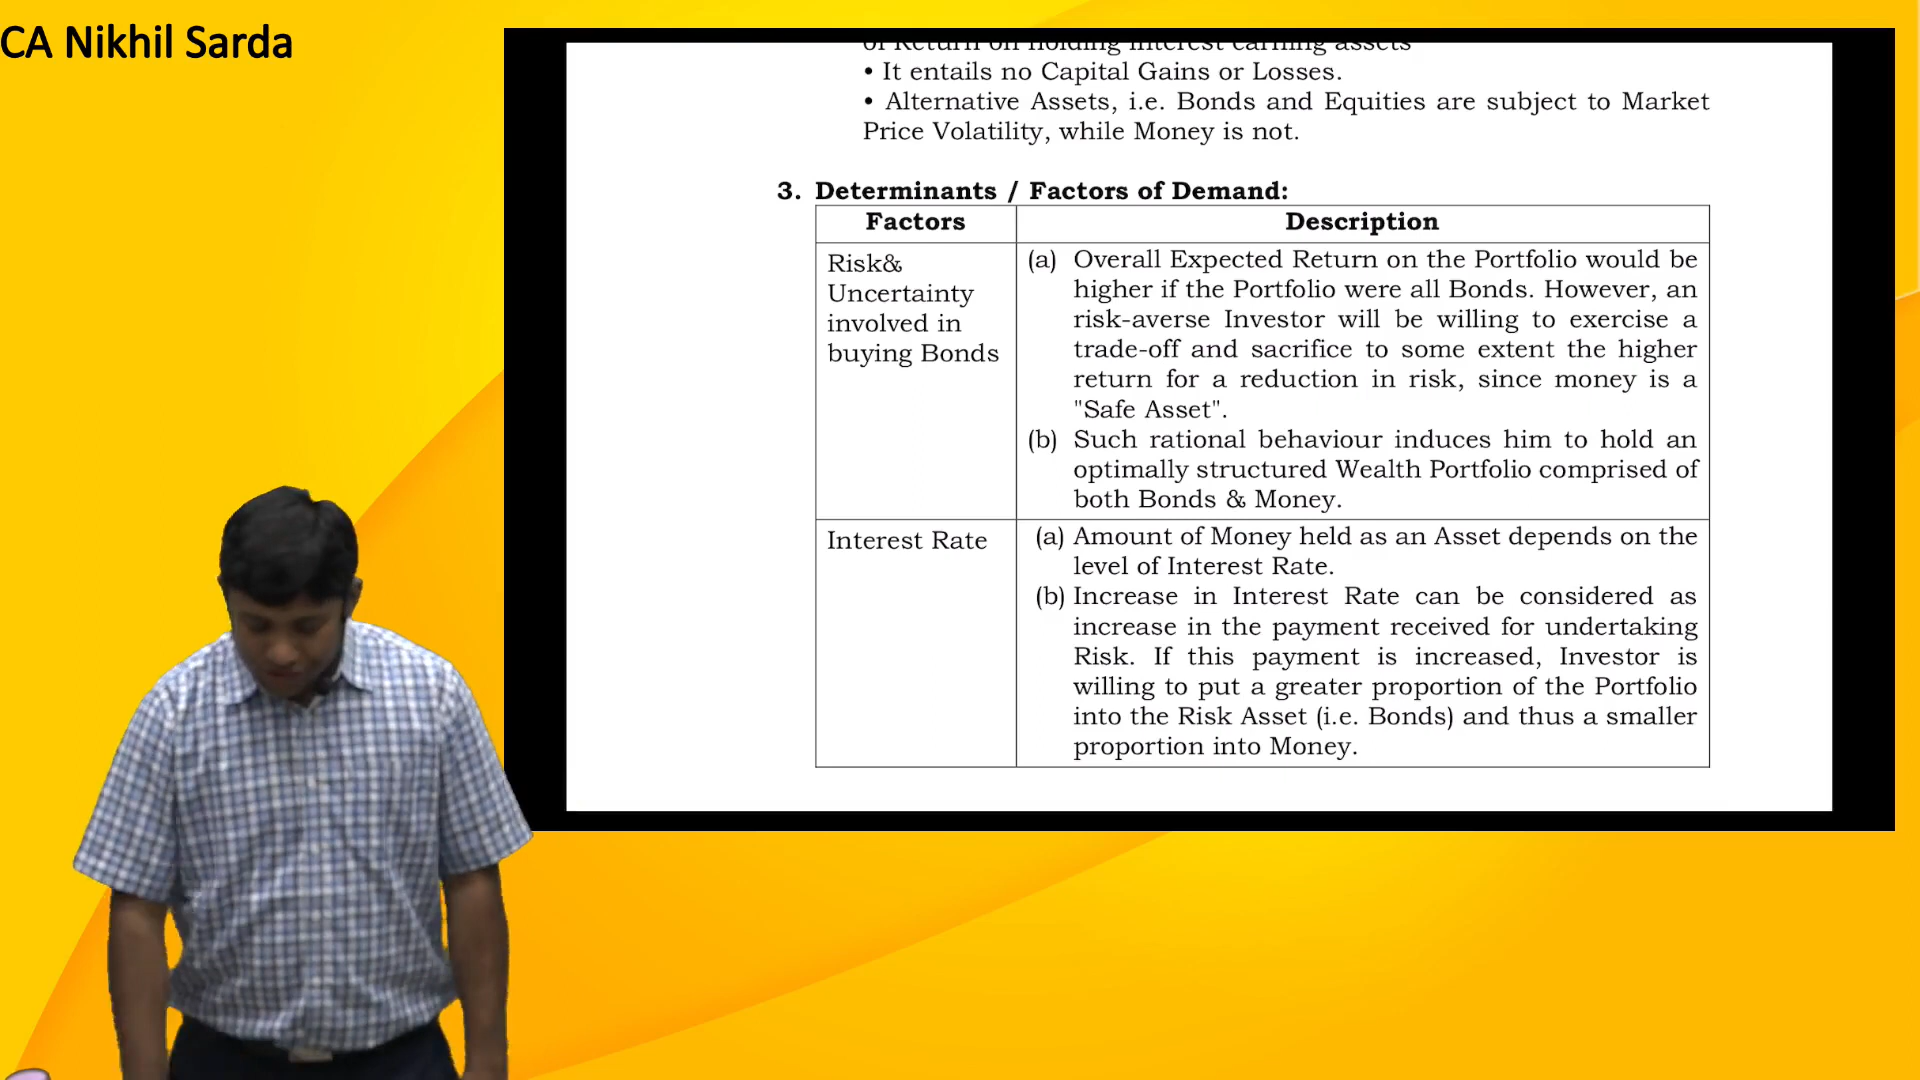 CA Nikhil Sarda
of Return on holding interest earning assets
• It entails no Capital Gains or Losses.
• Alternative Assets, i.e. Bonds and Equities are subject to Market
Price Volatility, while Money is not.
3. Determinants / Factors of Demand:
Factors
Description
Risk&
Uncertainty
involved in
buying Bonds
(a) Overall Expected Return on the Portfolio would be
higher if the Portfolio were all Bonds. However, an
risk-averse Investor will be willing to exercise a
trade-off and sacrifice to some extent the higher
return for a reduction in risk, since money is a
"Safe Asset".
(b) Such rational behaviour induces him to hold an
optimally structured Wealth Portfolio comprised of
both Bonds & Money.
Interest Rate
(a) Amount of Money held as an Asset depends on the
level of Interest Rate.
(b) Increase in Interest Rate can be considered as
increase in the payment received for undertaking
Risk. If this payment is increased, Investor is
willing to put a greater proportion of the Portfolio
into the Risk Asset (i.e. Bonds) and thus a smaller
proportion into Money.